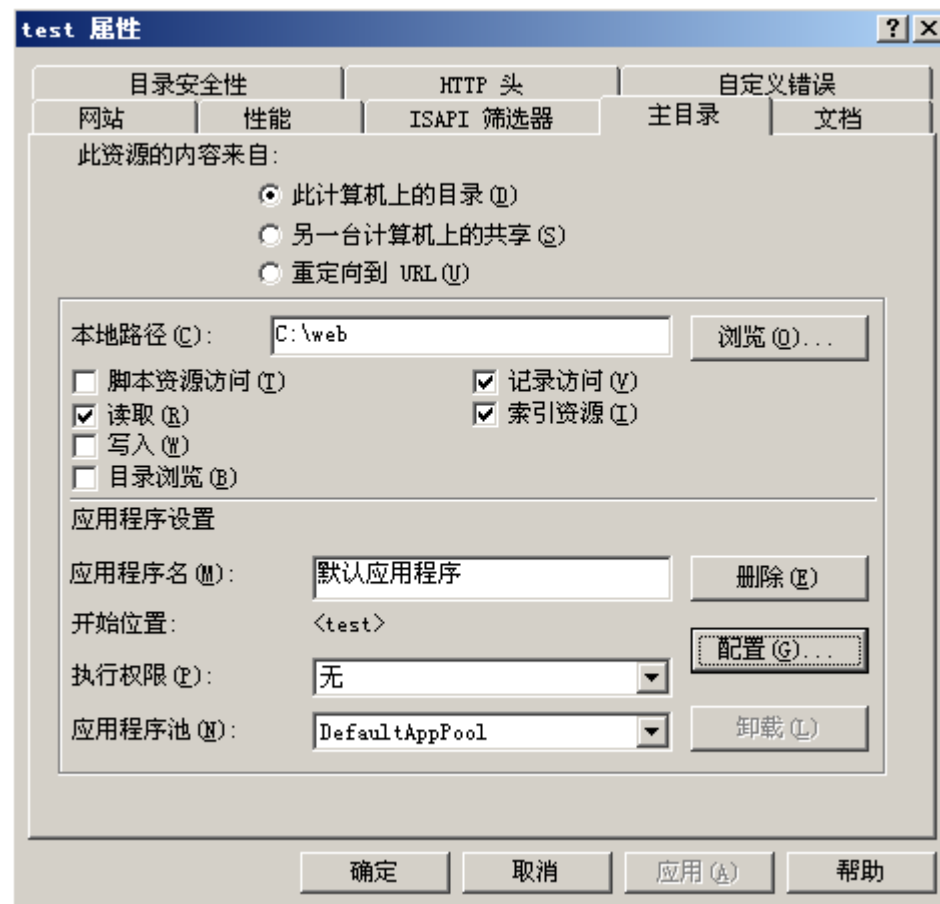 test 属性
目录安全性 HTTP 头 自定义错误
网站 性能 ISAPI 筛选器 主目录 文档
此资源的内容来自:
此计算机上的目录(D)
另一台计算机上的共享(S)
重定向到 URL(U)
本地路径(C): C:\web 浏览(O)...
脚本资源访问(T) 记录访问(V)
读取(R) 索引资源(I)
写入(W)
目录浏览(B)
应用程序设置
应用程序名(M): 默认应用程序 删除(E)
开始位置: <test>
配置(G)...
执行权限(P): 无
应用程序池(N): DefaultAppPool 卸载(L)
确定 取消 应用(A) 帮助